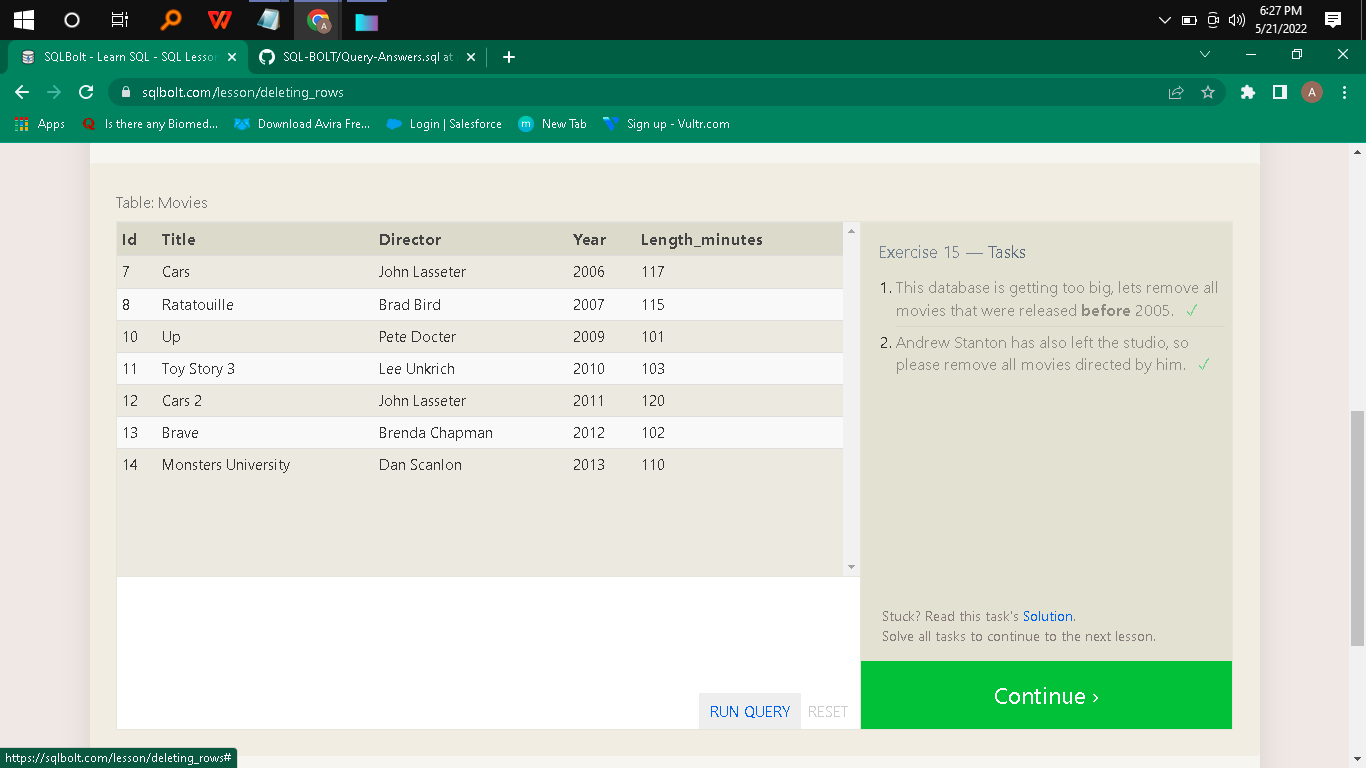 6:27 PM
5/21/2022
SQLBolt - Learn SQL - SQL Lesson
SQL-BOLT/Query-Answers.sql at
sqlbolt.com/lesson/deleting_rows
A
Apps
Is there any Biomed...
Download Avira Fre...
Login | Salesforce
New Tab
Sign up - Vultr.com
Table: Movies
Id Title Director Year Length_minutes
7 Cars John Lasseter 2006 117
8 Ratatouille Brad Bird 2007 115
10 Up Pete Docter 2009 101
11 Toy Story 3 Lee Unkrich 2010 103
12 Cars 2 John Lasseter 2011 120
13 Brave Brenda Chapman 2012 102
14 Monsters University Dan Scanlon 2013 110
RUN QUERY RESET
Exercise 15 — Tasks
1. This database is getting too big, lets remove all
movies that were released before 2005. ✓
2. Andrew Stanton has also left the studio, so
please remove all movies directed by him. ✓
Stuck? Read this task's Solution.
Solve all tasks to continue to the next lesson.
Continue ›
https://sqlbolt.com/lesson/deleting_rows#